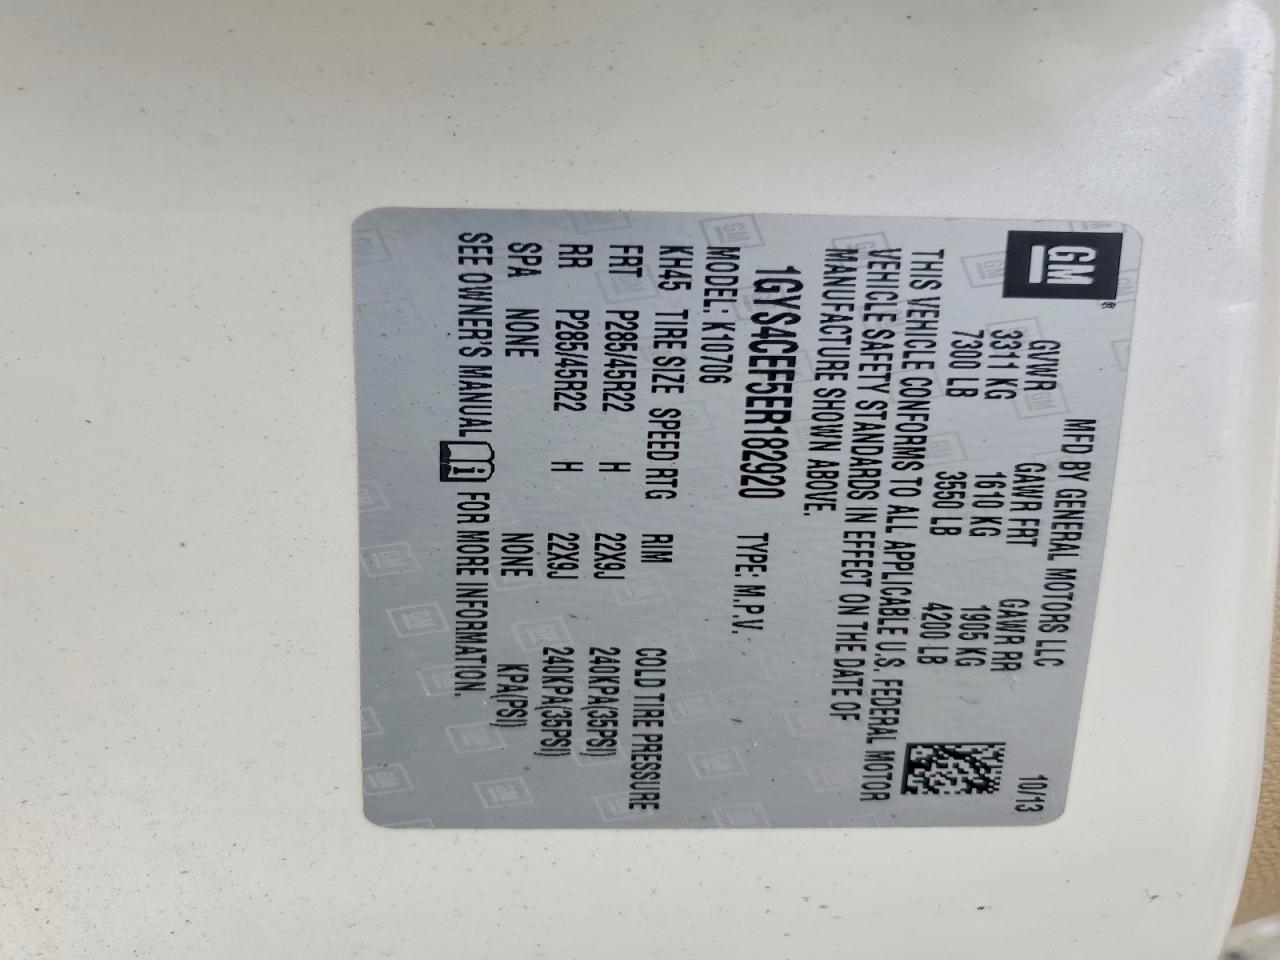 GM®
MFD BY GENERAL MOTORS LLC 10/13
GVWR GAWR FRT GAWR RR
3311 KG 1610 KG 1905 KG
7300 LB 3550 LB 4200 LB
THIS VEHICLE CONFORMS TO ALL APPLICABLE U.S. FEDERAL MOTOR
VEHICLE SAFETY STANDARDS IN EFFECT ON THE DATE OF
MANUFACTURE SHOWN ABOVE.
1GYS4CEF5ER182920 TYPE: M.P.V.
MODEL: K10706
KH45 TIRE SIZE SPEED RTG RIM COLD TIRE PRESSURE
FRT P285/45R22 H 22X9J 240KPA(35PSI)
RR P285/45R22 H 22X9J 240KPA(35PSI)
SPA NONE NONE KPA(PSI)
SEE OWNER'S MANUAL FOR MORE INFORMATION.